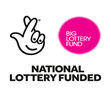 BIG
LOTTERY
FUND
NATIONAL
LOTTERY FUNDED